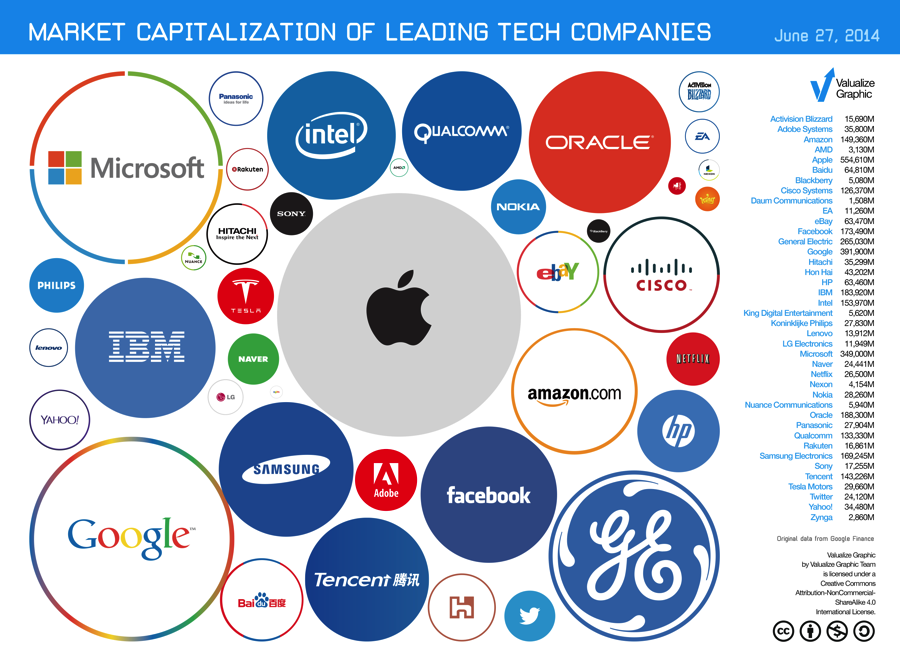 MARKET CAPITALIZATION OF LEADING TECH COMPANIES
June 27, 2014
Microsoft
Panasonic
ideas for life
intel
QUALCOMM
ORACLE
ACTIVISION
BLIZZARD
EA
Rakuten
SONY
HITACHI
Inspire the Next
NUANCE
NOKIA
BlackBerry
ebaY
CISCO
PHILIPS
IBM
TESLA
lenovo
NAVER
LG
YAHOO!
amazon.com
NETFLIX
hp
Google™
SAMSUNG
Adobe
facebook
GE
Bai du 百度
Tencent 腾讯
Valualize
Graphic
Activision Blizzard 15,690M
Adobe Systems 35,800M
Amazon 149,360M
AMD 3,130M
Apple 554,610M
Baidu 64,810M
Blackberry 5,080M
Cisco Systems 126,370M
Daum Communications 1,508M
EA 11,260M
eBay 63,470M
Facebook 173,490M
General Electric 265,030M
Google 391,900M
Hitachi 35,299M
Hon Hai 43,202M
HP 63,460M
IBM 183,920M
Intel 153,970M
King Digital Entertainment 5,620M
Koninklijke Philips 27,830M
Lenovo 13,912M
LG Electronics 11,949M
Microsoft 349,000M
Naver 24,441M
Netflix 26,500M
Nexon 4,154M
Nokia 28,260M
Nuance Communications 5,940M
Oracle 188,300M
Panasonic 27,904M
Qualcomm 133,330M
Rakuten 16,861M
Samsung Electronics 169,245M
Sony 17,255M
Tencent 143,226M
Tesla Motors 29,660M
Twitter 24,120M
Yahoo! 34,480M
Zynga 2,860M
Original data from Google Finance
Valualize Graphic
by Valualize Graphic Team
is licensed under a
Creative Commons
Attribution-NonCommercial-
ShareAlike 4.0
International License.